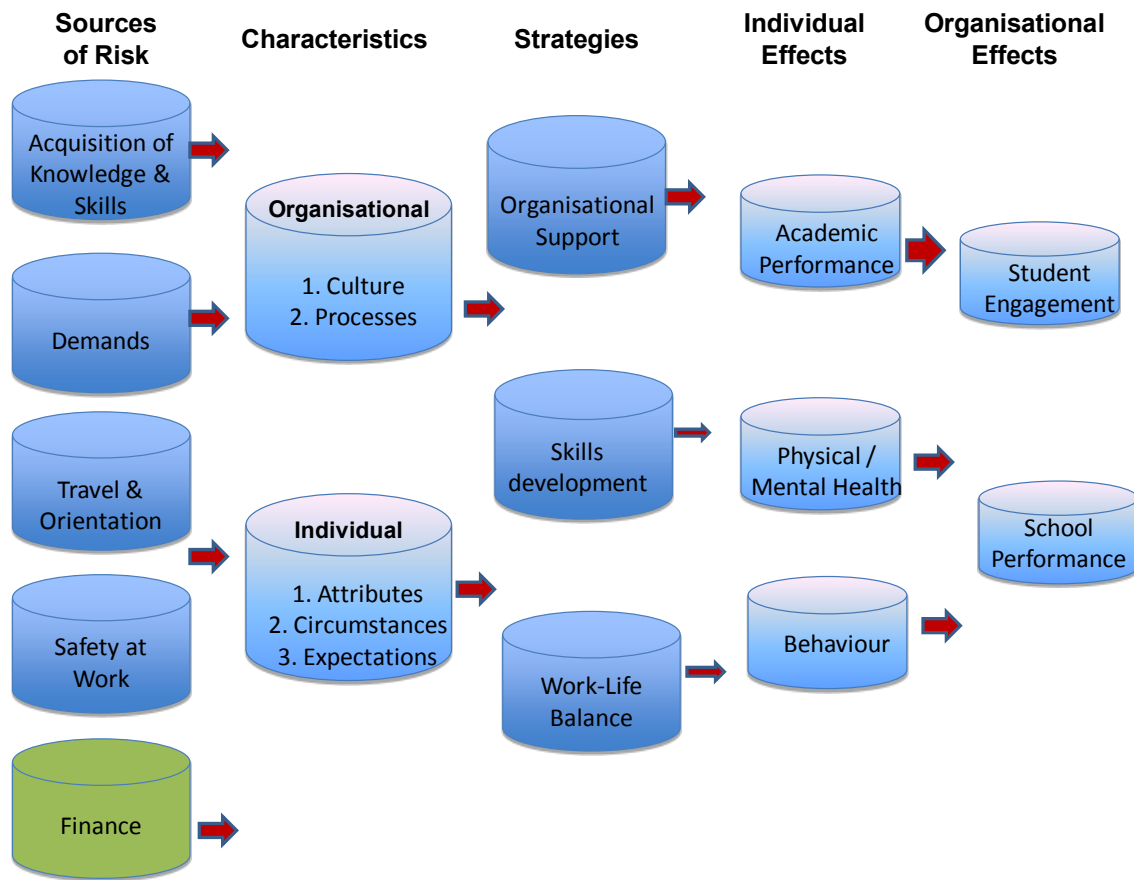 Sources
of Risk
Characteristics
Strategies
Individual
Effects
Organisational
Effects
Acquisition of
Knowledge &
Skills
Demands
Travel &
Orientation
Safety at
Work
Finance
Organisational
1. Culture
2. Processes
Individual
1. Attributes
2. Circumstances
3. Expectations
Organisational
Support
Skills
development
Work-Life
Balance
Academic
Performance
Physical /
Mental Health
Behaviour
Student
Engagement
School
Performance